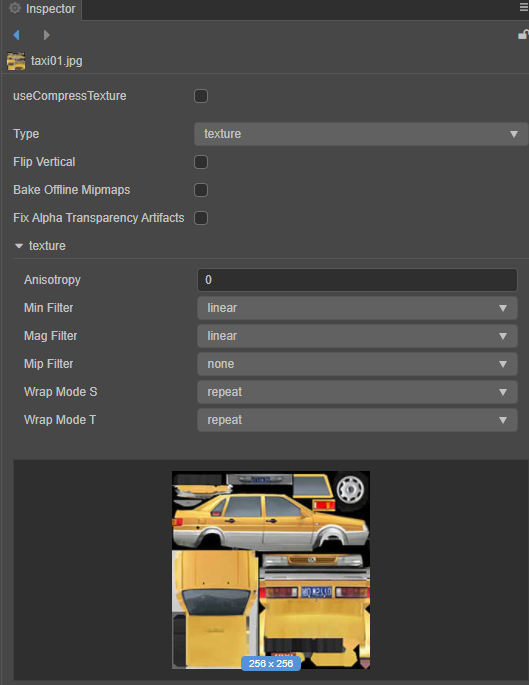 Inspector
taxi01.jpg
useCompressTexture
Type texture
Flip Vertical
Bake Offline Mipmaps
Fix Alpha Transparency Artifacts
texture
Anisotropy 0
Min Filter linear
Mag Filter linear
Mip Filter none
Wrap Mode S repeat
Wrap Mode T repeat
256 x 256